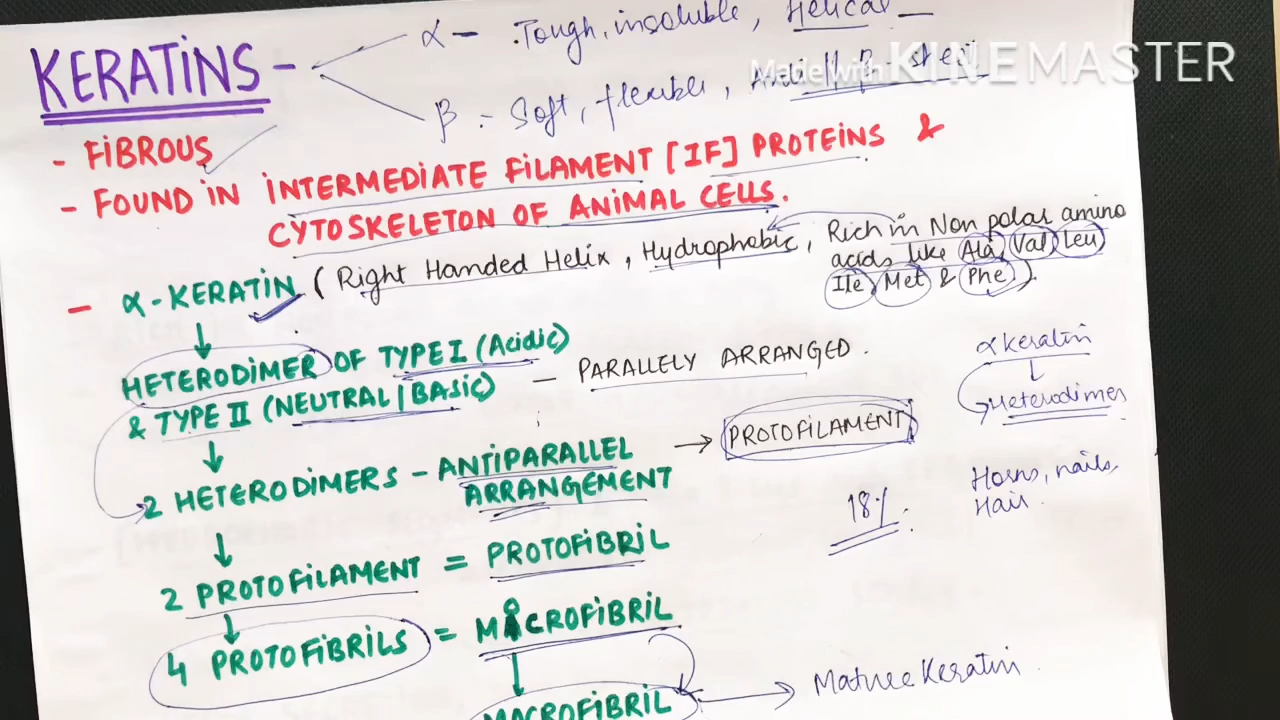 α - Tough, insoluble, Helical -
KERATINS -
Made with KINEMASTER
β - Soft, flexible, β-sheet
- FIBROUS
- FOUND IN INTERMEDIATE FILAMENT [IF] PROTEINS &
CYTOSKELETON OF ANIMAL CELLS.
- α-KERATIN (Right Handed Helix, Hydrophobic, Rich in Non polar amino
acids like Ala, Val, Leu
Ile, Met & Phe).
HETERODIMER OF TYPE I (Acidic)
& TYPE II (NEUTRAL/BASIC) - PARALLELY ARRANGED.
α keratin
Heterodimer
2 HETERODIMERS - ANTIPARALLEL
ARRANGEMENT → PROTOFILAMENT
Horns, nails,
Hair.
18%
2 PROTOFILAMENT = PROTOFIBRIL
4 PROTOFIBRILS = MICROFIBRIL
MACROFIBRIL → Mature Keratin.